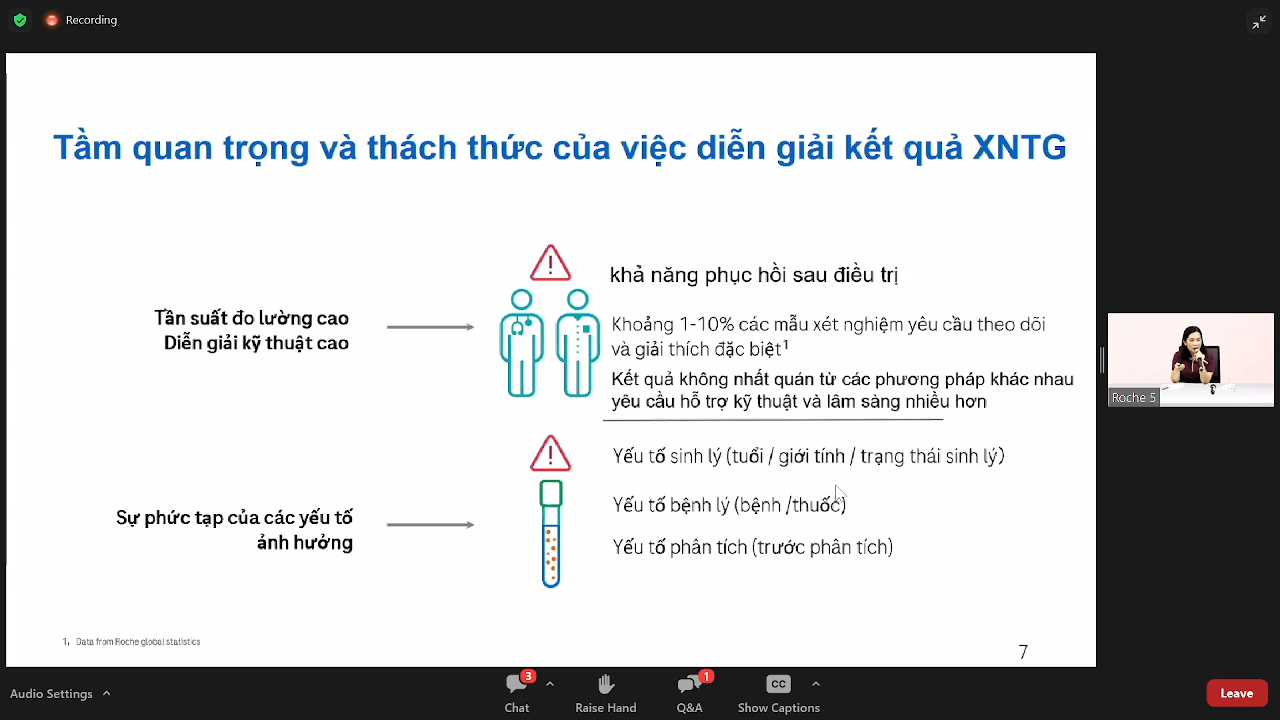 Recording
Tầm quan trọng và thách thức của việc diễn giải kết quả XNTG
Tần suất đo lường cao
Diễn giải kỹ thuật cao
khả năng phục hồi sau điều trị
Khoảng 1-10% các mẫu xét nghiệm yêu cầu theo dõi
và giải thích đặc biệt¹
Kết quả không nhất quán từ các phương pháp khác nhau
yêu cầu hỗ trợ kỹ thuật và lâm sàng nhiều hơn
Sự phức tạp của các yếu tố
ảnh hưởng
Yếu tố sinh lý (tuổi / giới tính / trạng thái sinh lý)
Yếu tố bệnh lý (bệnh /thuốc)
Yếu tố phân tích (trước phân tích)
1, Data from Roche global statistics
7
Roche 5
Audio Settings
3
Chat
Raise Hand
1
Q&A
CC
Show Captions
Leave